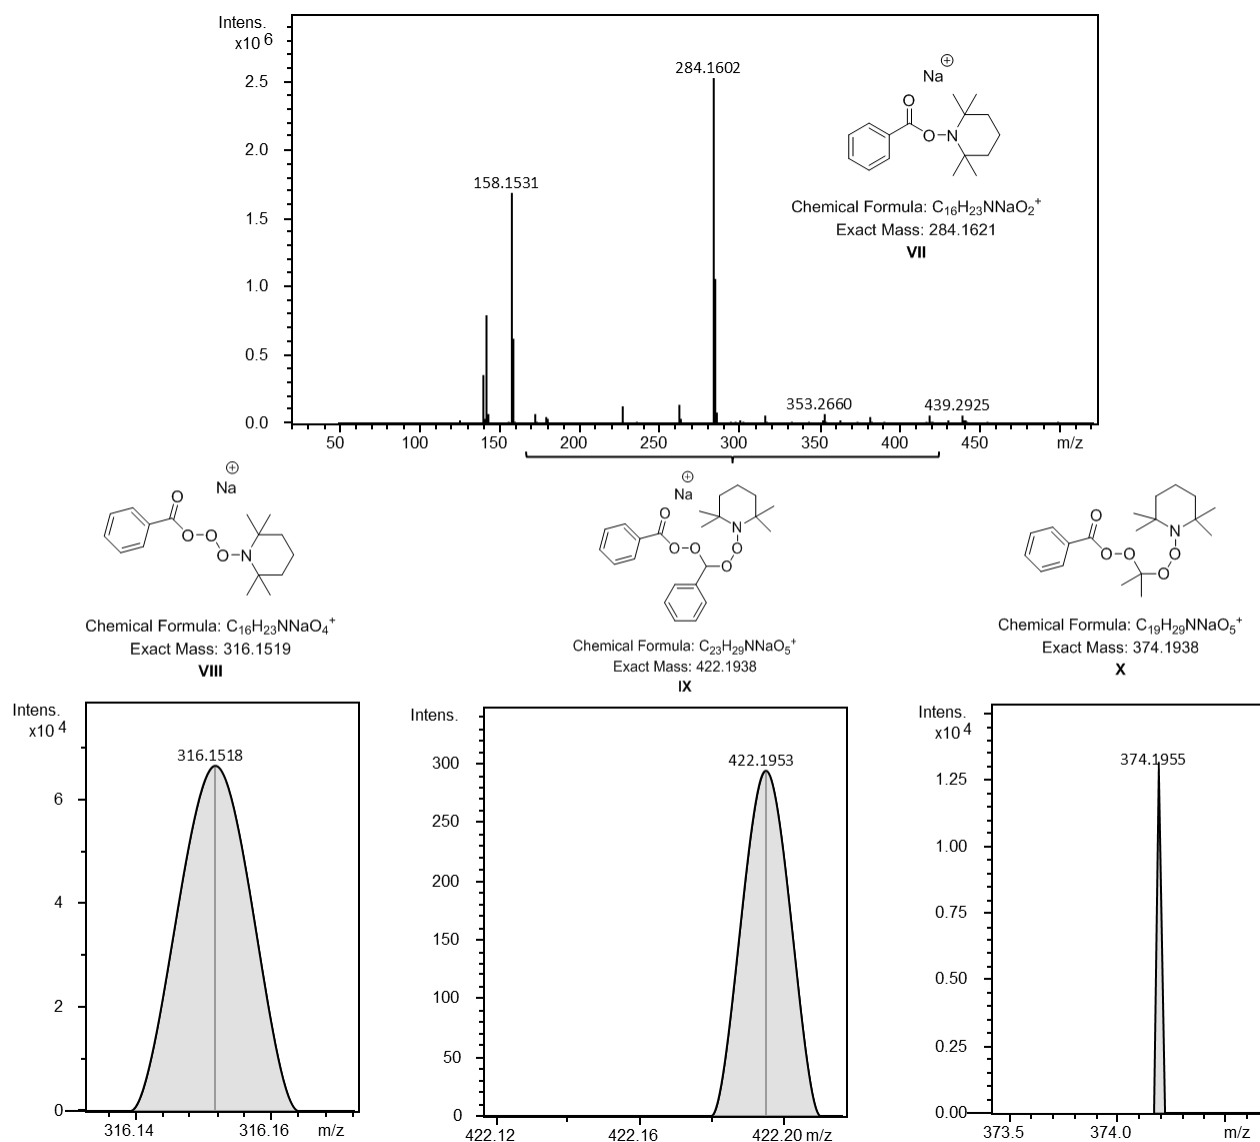 Intens.
x10 6
2.5
2.0
1.5
1.0
0.5
0.0
284.1602
158.1531
353.2660
439.2925
50 100 150 200 250 300 350 400 450 m/z
Na
⊕
O
O
N
Chemical Formula: C16H23NNaO2+
Exact Mass: 284.1621
VII
⊕
Na
O
O
O
O
N
Chemical Formula: C16H23NNaO4+
Exact Mass: 316.1519
VIII
⊕
Na
O
O
O
O
O
N
Chemical Formula: C23H29NNaO5+
Exact Mass: 422.1938
IX
O
O
O
O
O
N
Chemical Formula: C19H29NNaO5+
Exact Mass: 374.1938
X
Intens.
x10 4
6
4
2
0
316.1518
316.14 316.16 m/z
Intens.
300
250
200
150
100
50
0
422.1953
422.12 422.16 422.20 m/z
Intens.
x10 4
1.25
1.00
0.75
0.50
0.25
0.00
374.1955
373.5 374.0 m/z